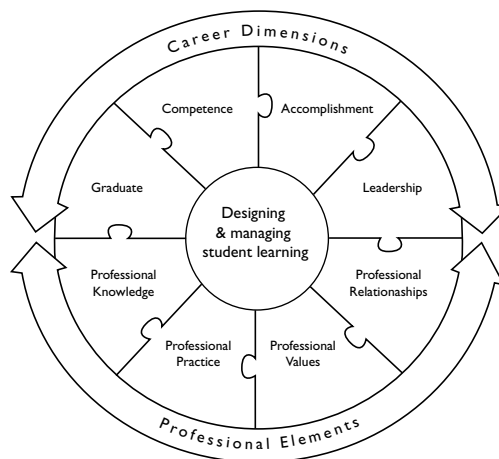 Career Dimensions
Competence
Accomplishment
Graduate
Leadership
Designing
& managing
student learning
Professional
Knowledge
Professional
Relationships
Professional
Practice
Professional
Values
Professional Elements